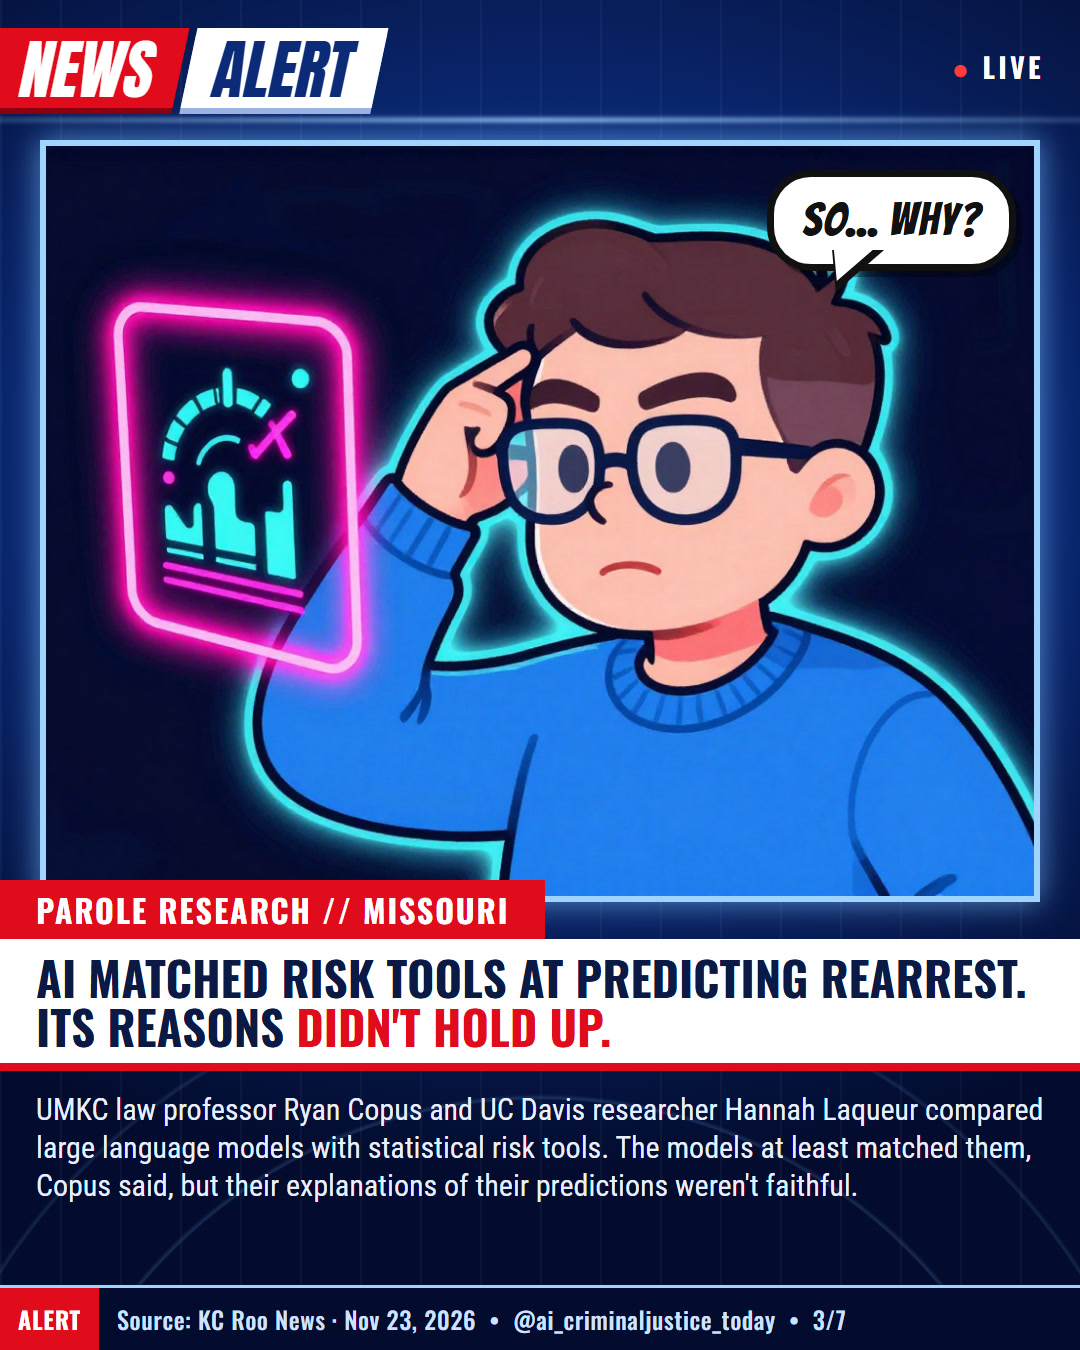 NEWS ALERT
LIVE
SO... WHY?
PAROLE RESEARCH // MISSOURI
AI MATCHED RISK TOOLS AT PREDICTING REARREST.
ITS REASONS DIDN'T HOLD UP.
UMKC law professor Ryan Copus and UC Davis researcher Hannah Laqueur compared
large language models with statistical risk tools. The models at least matched them,
Copus said, but their explanations of their predictions weren't faithful.
ALERT Source: KC Roo News · Nov 23, 2026 • @ai_criminaljustice_today • 3/7